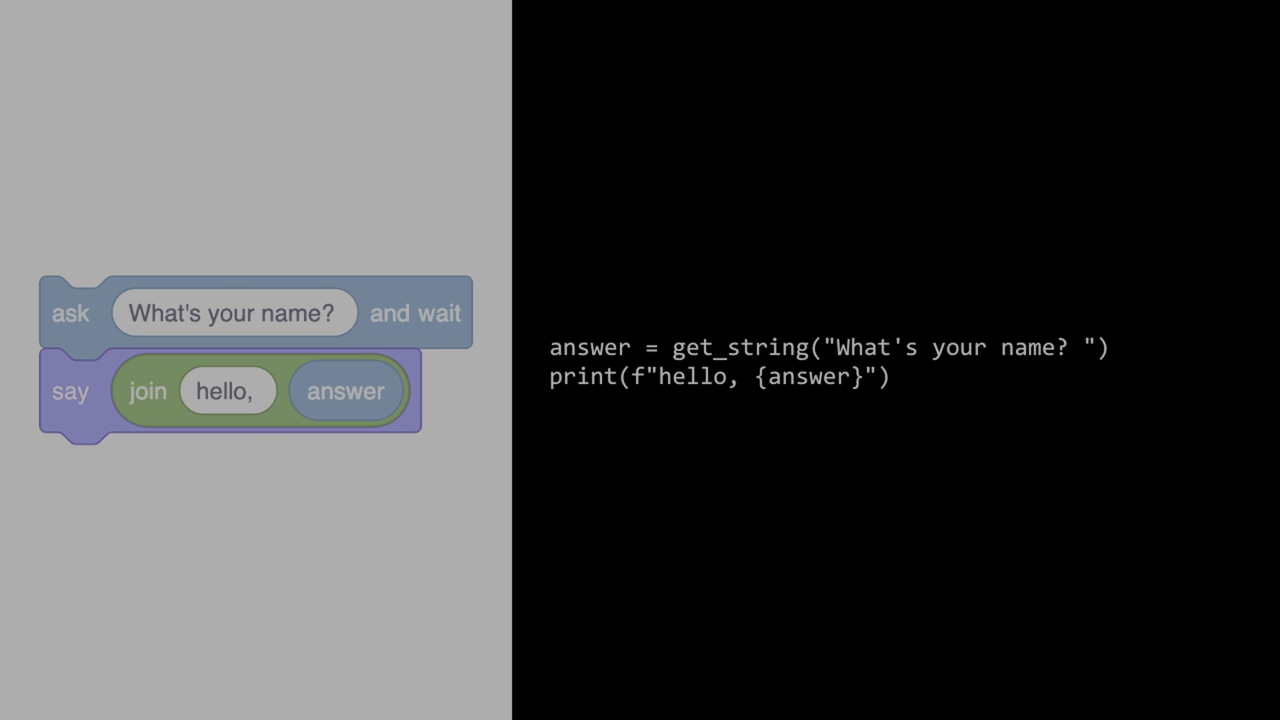 ask What's your name? and wait
say join hello, answer
answer = get_string("What's your name? ")
print(f"hello, {answer}")